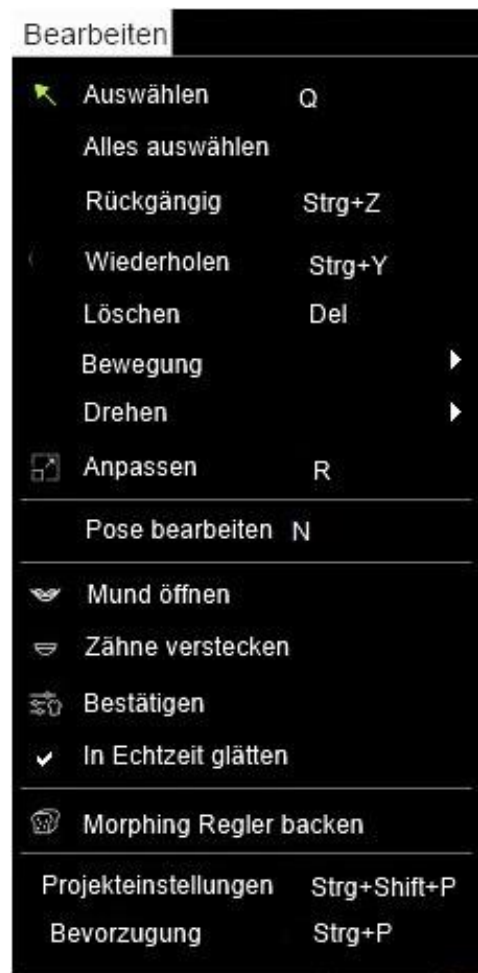 Bearbeiten
Auswählen Q
Alles auswählen
Rückgängig Strg+Z
Wiederholen Strg+Y
Löschen Del
Bewegung
Drehen
Anpassen R
Pose bearbeiten N
Mund öffnen
Zähne verstecken
Bestätigen
In Echtzeit glätten
Morphing Regler backen
Projekteinstellungen Strg+Shift+P
Bevorzugung Strg+P